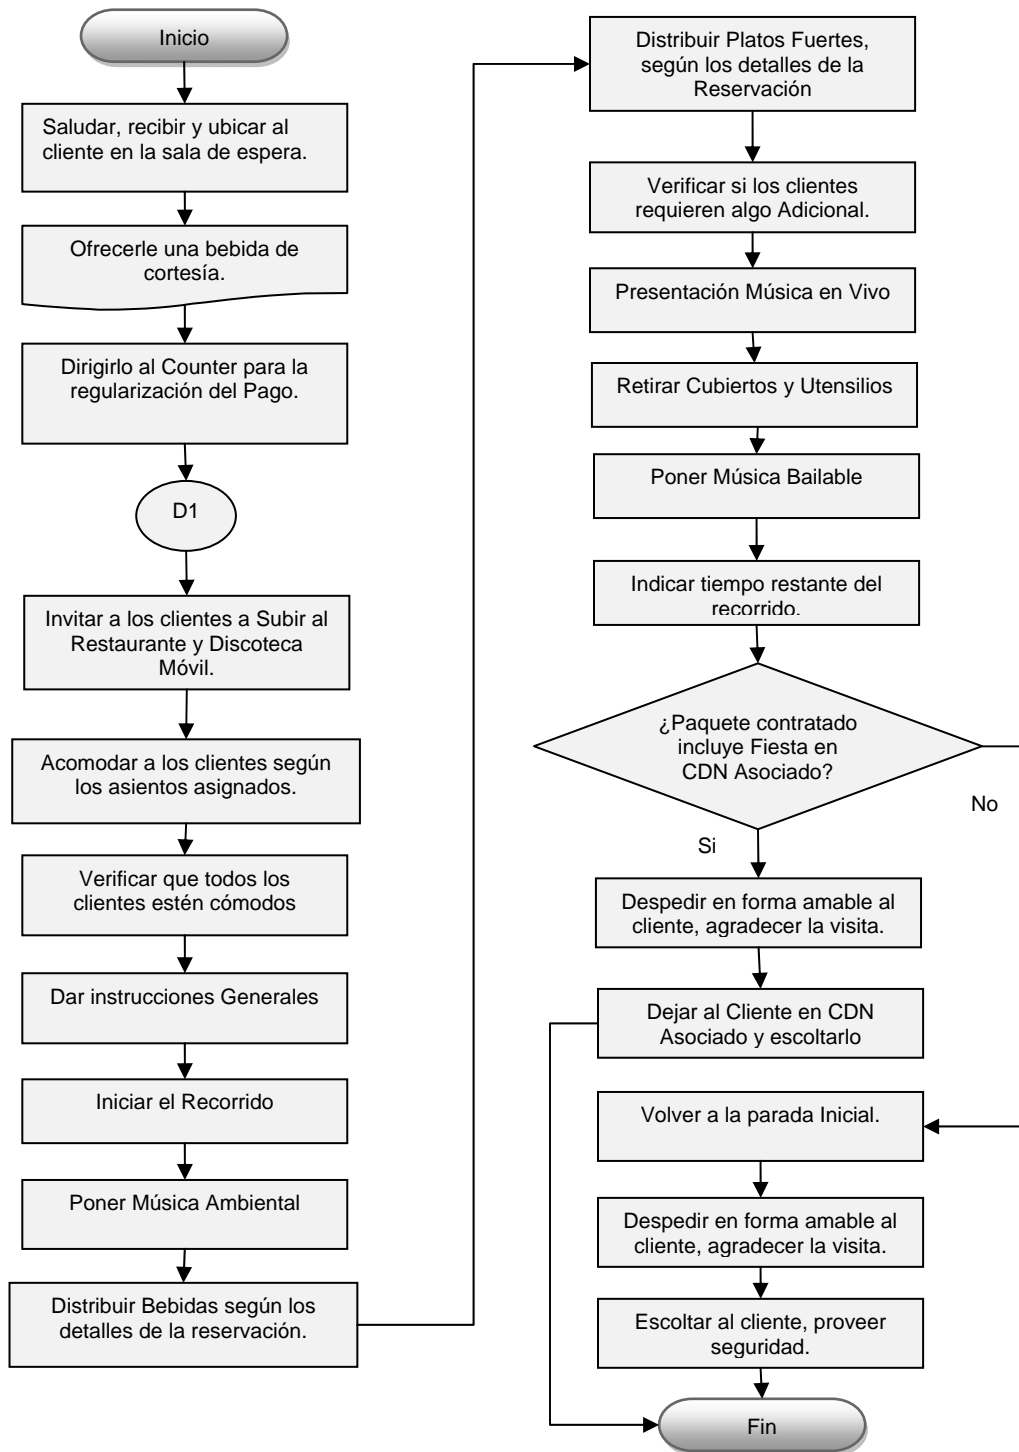 Inicio
Saludar, recibir y ubicar al
cliente en la sala de espera.
Ofrecerle una bebida de
cortesía.
Dirigirlo al Counter para la
regularización del Pago.
D1
Invitar a los clientes a Subir al
Restaurante y Discoteca
Móvil.
Acomodar a los clientes según
los asientos asignados.
Verificar que todos los
clientes estén cómodos
Dar instrucciones Generales
Iniciar el Recorrido
Poner Música Ambiental
Distribuir Bebidas según los
detalles de la reservación.
Distribuir Platos Fuertes,
según los detalles de la
Reservación
Verificar si los clientes
requieren algo Adicional.
Presentación Música en Vivo
Retirar Cubiertos y Utensilios
Poner Música Bailable
Indicar tiempo restante del
recorrido.
¿Paquete contratado
incluye Fiesta en
CDN Asociado?
No
Si
Despedir en forma amable al
cliente, agradecer la visita.
Dejar al Cliente en CDN
Asociado y escoltarlo
Volver a la parada Inicial.
Despedir en forma amable al
cliente, agradecer la visita.
Escoltar al cliente, proveer
seguridad.
Fin